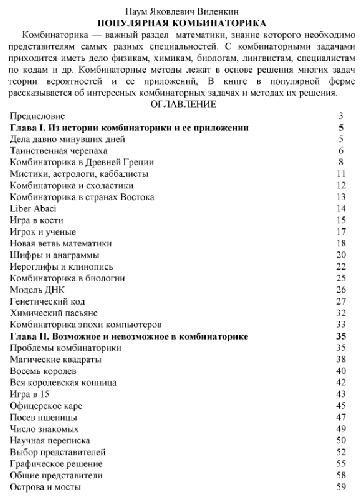 Наум Яковлевич Виленкин
ПОПУЛЯРНАЯ КОМБИНАТОРИКА
Комбинаторика — важный раздел математики, знание которого необходимо
представителям самых разных специальностей. С комбинаторными задачами
приходится иметь дело физикам, химикам, биологам, лингвистам, специалистам
по кодам и др. Комбинаторные методы лежат в основе решения многих задач
теории вероятностей и ее приложений, В книге в популярной форме
рассказывается об интересных комбинаторных задачах и методах их решения.
ОГЛАВЛЕНИЕ
Предисловие 3
Глава I. Из истории комбинаторики и ее приложении 5
Дела давно минувших дней 5
Таинственная черепаха 6
Комбинаторика в Древней Греции 8
Мистики, астрологи, каббалисты 11
Комбинаторика и схоластики 12
Комбинаторика в странах Востока 13
Liber Abaci 14
Игра в кости 15
Игрок и ученые 17
Новая ветвь математики 18
Шифры и анаграммы 20
Иероглифы и клинопись 22
Комбинаторика в биологии 25
Модель ДНК 26
Генетический код 27
Химический пасьянс 32
Комбинаторика эпохи компьютеров 33
Глава II. Возможное и невозможное в комбинаторике 35
Проблемы комбинаторики 35
Магические квадраты 38
Восемь королев 40
Вся королевская конница 42
Игра в 15 43
Офицерское каре 45
Посев пшеницы 47
Число знакомых 49
Научная переписка 50
Выбор представителей 52
Графическое решение 55
Общие представители 58
Острова и мосты 59